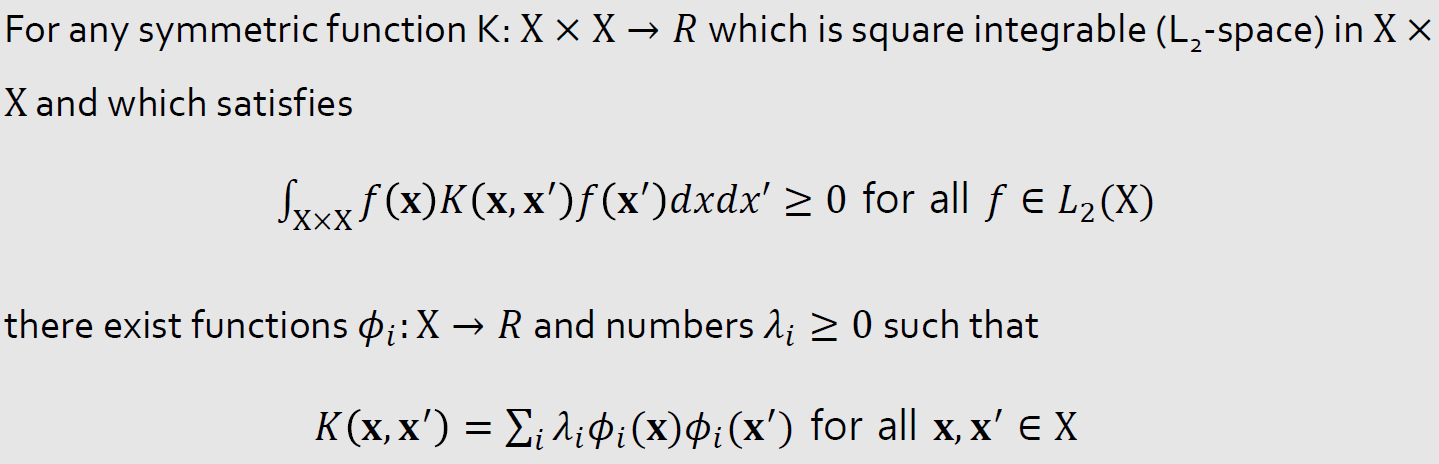 For any symmetric function K: X × X → R which is square integrable (L₂-space) in X ×
X and which satisfies
∫_{X×X} f(𝐱)K(𝐱, 𝐱′)f(𝐱′)dxdx′ ≥ 0 for all f ∈ L₂(X)
there exist functions ϕᵢ: X → R and numbers λᵢ ≥ 0 such that
K(𝐱, 𝐱′) = ∑ᵢ λᵢϕᵢ(𝐱)ϕᵢ(𝐱′) for all 𝐱, 𝐱′ ∈ X